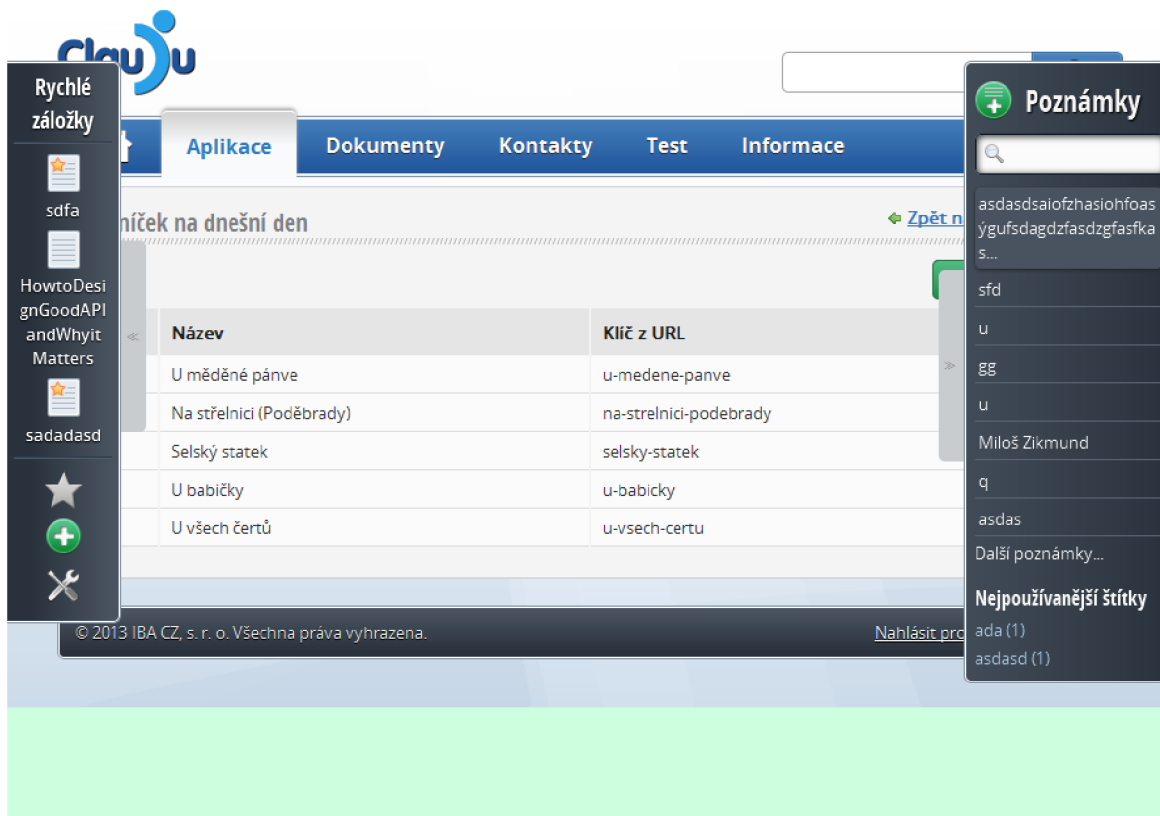 Clauju
Rychlé
záložky
sdfa
HowtoDesi
gnGoodAPI
andWhyit
Matters
sadadasd
Aplikace
Dokumenty
Kontakty
Test
Informace
níček na dnešní den
Zpět n
Název
Klíč z URL
U měděné pánve
u-medene-panve
Na střelnici (Poděbrady)
na-strelnici-podebrady
Selský statek
selsky-statek
U babičky
u-babicky
U všech čertů
u-vsech-certu
© 2013 IBA CZ, s. r. o. Všechna práva vyhrazena.
Nahlásit pro
Poznámky
asdasdsaiofzhasiohfoas
ýgufsdagdzfasdzgfasfka
s...
sfd
u
gg
u
Miloš Zikmund
q
asdas
Další poznámky...
Nejpoužívanější štítky
ada (1)
asdasd (1)